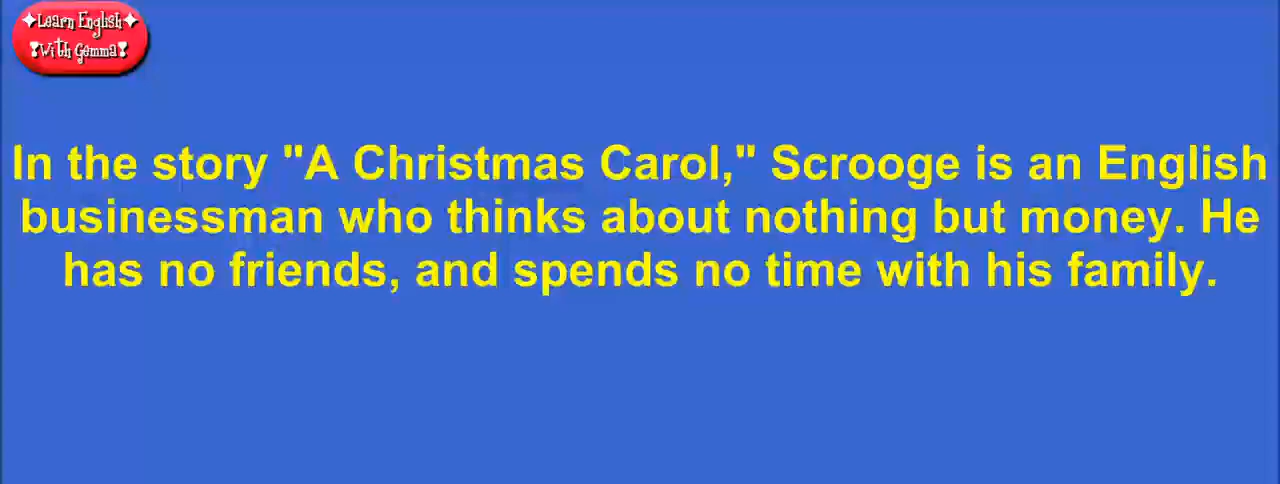 Learn English
With Gemma
In the story "A Christmas Carol," Scrooge is an English
businessman who thinks about nothing but money. He
has no friends, and spends no time with his family.